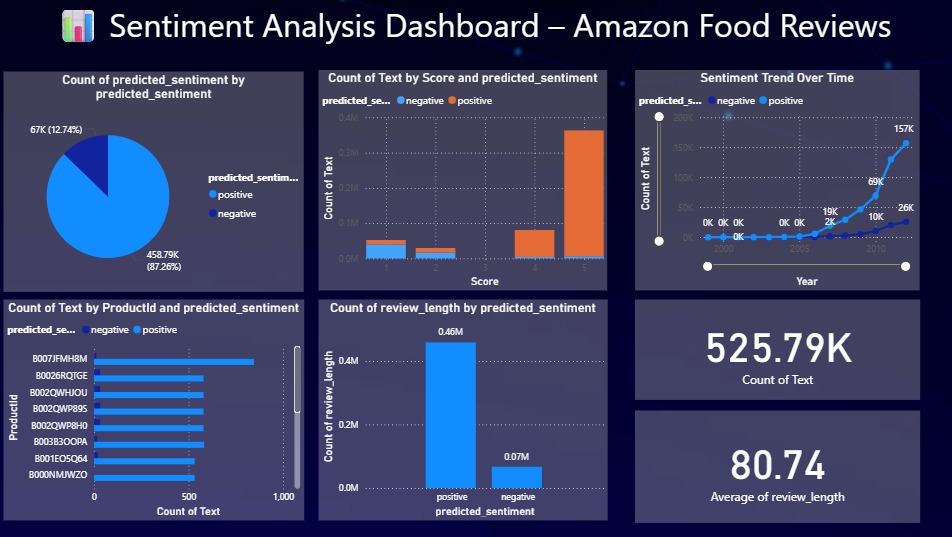 Sentiment Analysis Dashboard – Amazon Food Reviews
Count of predicted_sentiment by
predicted_sentiment
67K (12.74%)
predicted_sentim...
positive
negative
458.79K
(87.26%)
Count of Text by Score and predicted_sentiment
predicted_se... negative positive
0.4M
0.3M
0.2M
0.1M
0.0M
Count of Text
1 2 3 4 5
Score
Sentiment Trend Over Time
predicted_s... negative positive
200K
150K
100K
50K
0K
Count of Text
0K 0K 0K 0K 0K 0K 19K 2K 69K 10K 157K 26K
2000 2005 2010
Year
Count of Text by ProductId and predicted_sentiment
predicted_se... negative positive
ProductId
B007JFMH8M
B0026RQTGE
B002QWHJOU
B002QWP89S
B002QWP8H0
B003B3OOPA
B001EO5Q64
B000NMJWZO
0 500 1,000
Count of Text
Count of review_length by predicted_sentiment
Count of review_length
0.4M
0.2M
0.0M
0.46M
0.07M
positive negative
predicted_sentiment
525.79K
Count of Text
80.74
Average of review_length